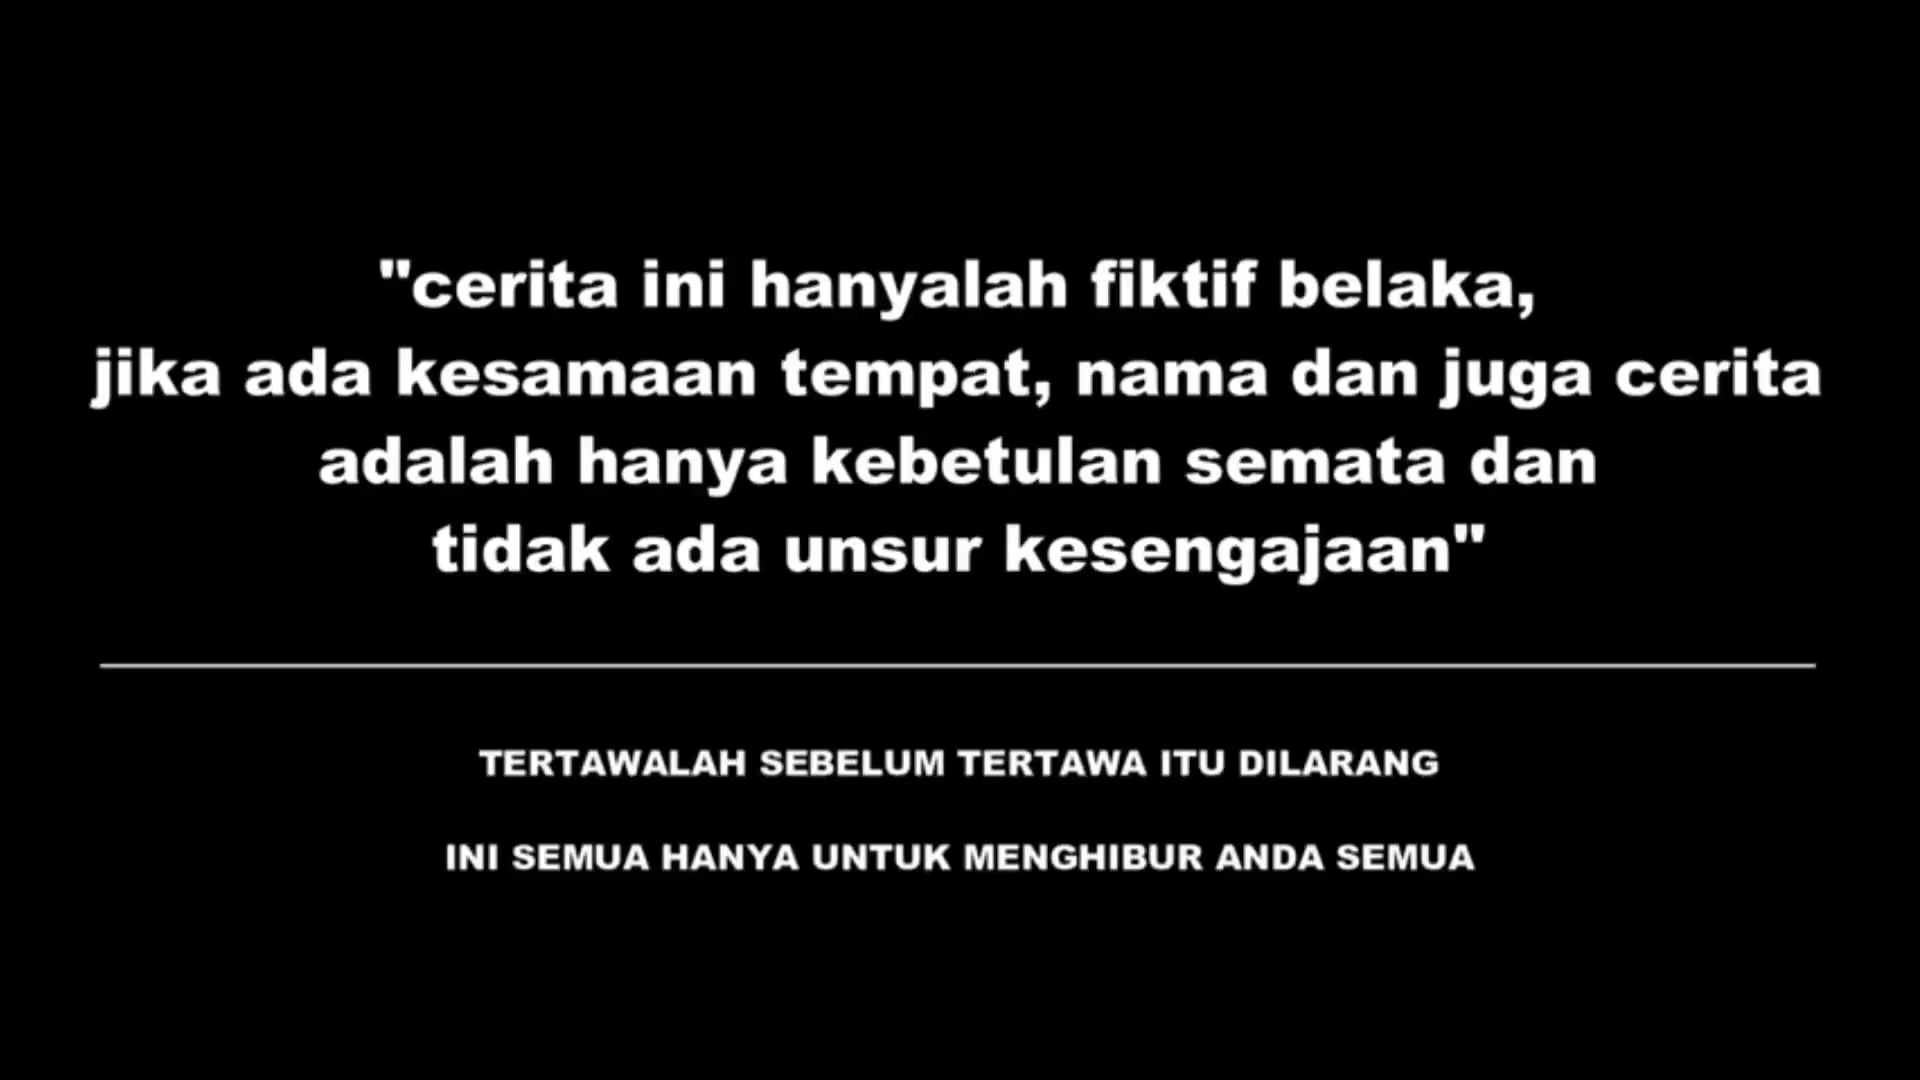 "cerita ini hanyalah fiktif belaka,
jika ada kesamaan tempat, nama dan juga cerita
adalah hanya kebetulan semata dan
tidak ada unsur kesengajaan"
TERTAWALAH SEBELUM TERTAWA ITU DILARANG
INI SEMUA HANYA UNTUK MENGHIBUR ANDA SEMUA